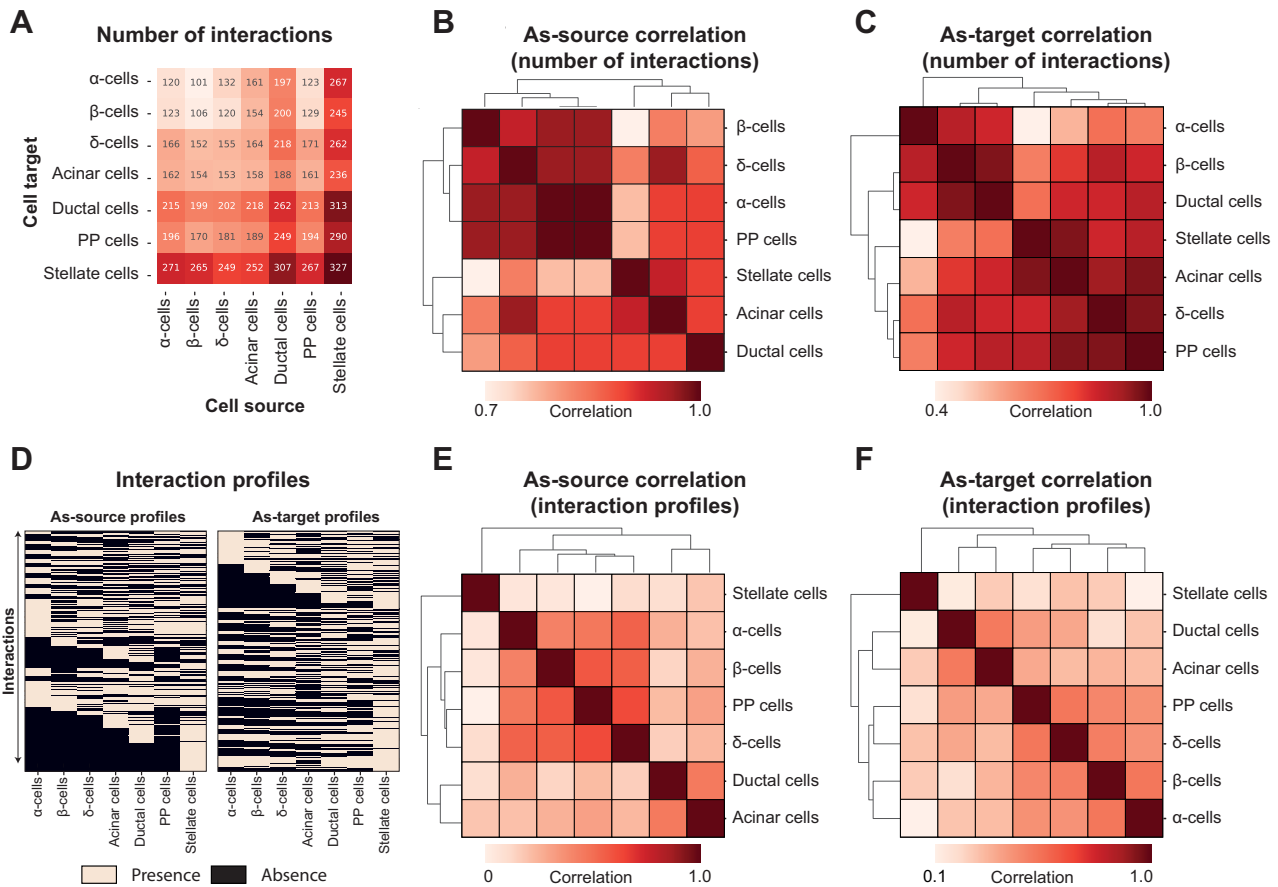 A
Number of interactions
Cell target
α-cells
120 101 132 161 197 123 267
β-cells
123 106 120 154 200 129 245
δ-cells
166 152 155 164 218 171 262
Acinar cells
162 154 153 158 188 161 236
Ductal cells
215 199 202 218 262 213 313
PP cells
196 170 181 189 249 194 290
Stellate cells
271 265 249 252 307 267 327
α-cells
β-cells
δ-cells
Acinar cells
Ductal cells
PP cells
Stellate cells
Cell source
B
As-source correlation
(number of interactions)
β-cells
δ-cells
α-cells
PP cells
Stellate cells
Acinar cells
Ductal cells
0.7 Correlation 1.0
C
As-target correlation
(number of interactions)
α-cells
β-cells
Ductal cells
Stellate cells
Acinar cells
δ-cells
PP cells
0.4 Correlation 1.0
D
Interaction profiles
As-source profiles
As-target profiles
Interactions
α-cells
β-cells
δ-cells
Acinar cells
Ductal cells
PP cells
Stellate cells
α-cells
β-cells
δ-cells
Acinar cells
Ductal cells
PP cells
Stellate cells
Presence Absence
E
As-source correlation
(interaction profiles)
Stellate cells
α-cells
β-cells
PP cells
δ-cells
Ductal cells
Acinar cells
0 Correlation 1.0
F
As-target correlation
(interaction profiles)
Stellate cells
Ductal cells
Acinar cells
PP cells
δ-cells
β-cells
α-cells
0.1 Correlation 1.0